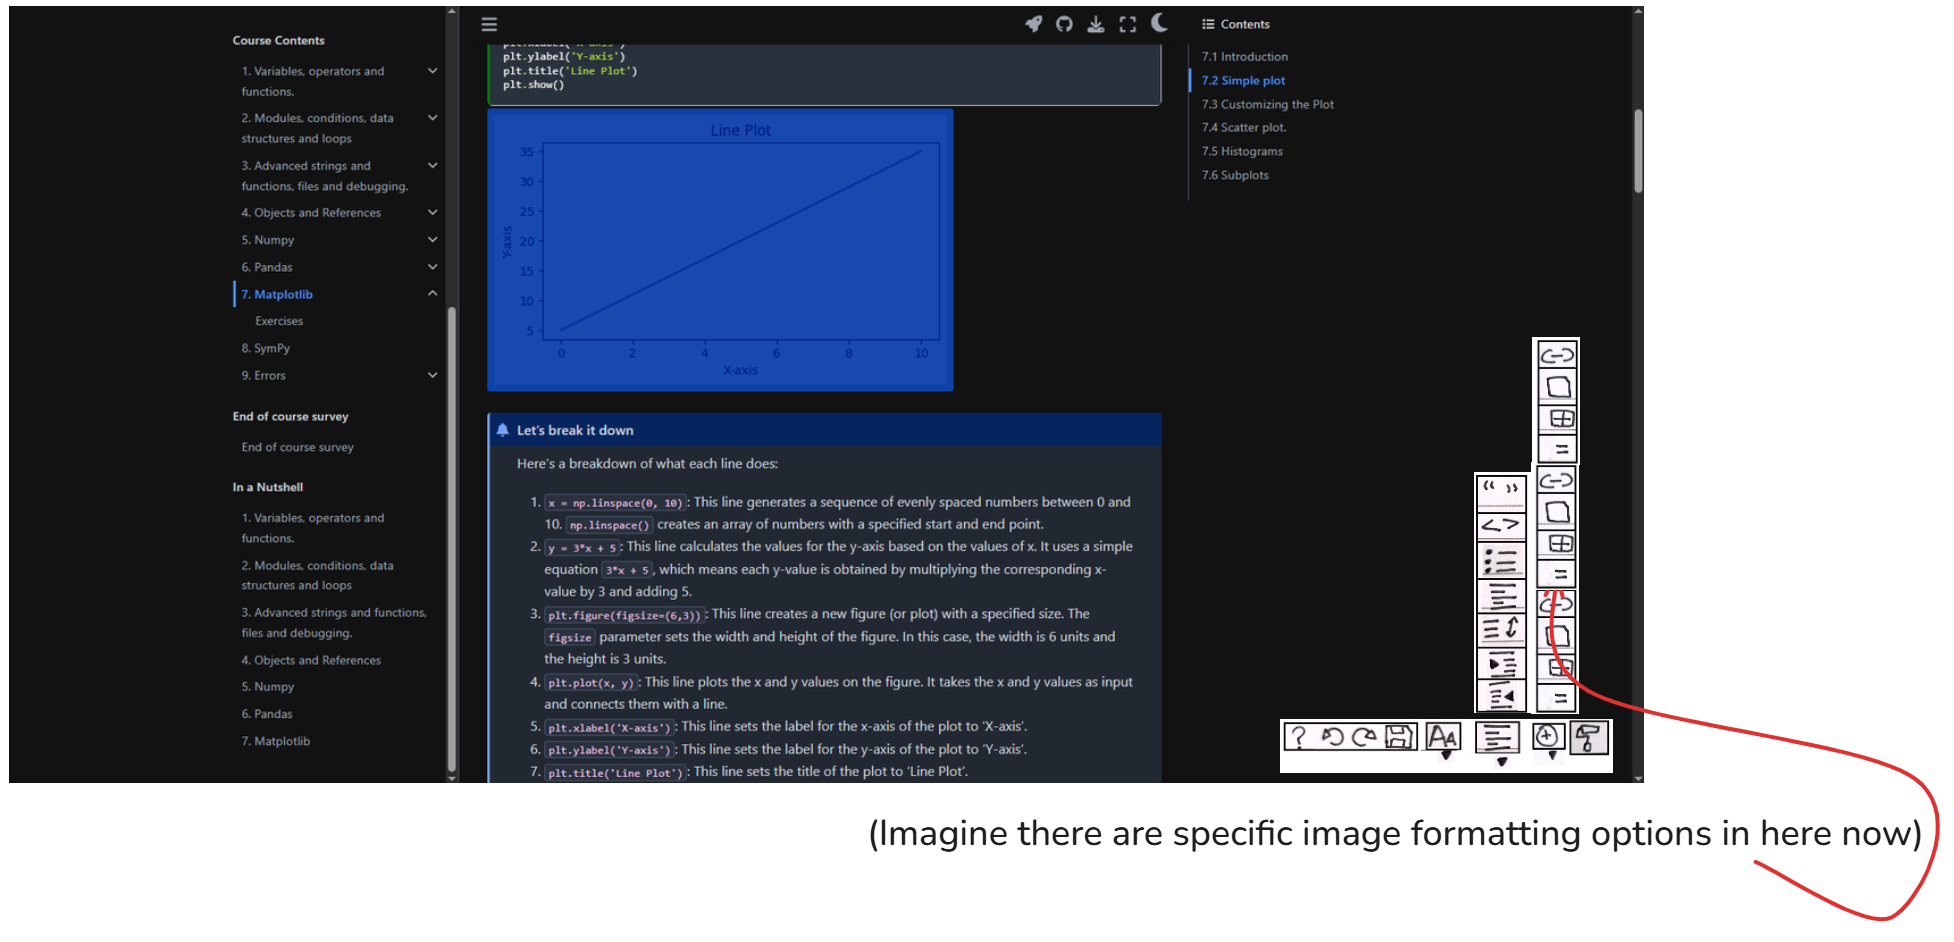 Course Contents
1. Variables, operators and
functions.
2. Modules, conditions, data
structures and loops
3. Advanced strings and
functions, files and debugging.
4. Objects and References
5. Numpy
6. Pandas
7. Matplotlib
Exercises
8. SymPy
9. Errors
End of course survey
End of course survey
In a Nutshell
1. Variables, operators and
functions.
2. Modules, conditions, data
structures and loops
3. Advanced strings and functions,
files and debugging.
4. Objects and References
5. Numpy
6. Pandas
7. Matplotlib
plt.xlabel('X-axis')
plt.ylabel('Y-axis')
plt.title('Line Plot')
plt.show()
Line Plot
35
30
25
20
15
10
5
Y-axis
0 2 4 6 8 10
X-axis
Let's break it down
Here's a breakdown of what each line does:
1. x = np.linspace(0, 10) : This line generates a sequence of evenly spaced numbers between 0 and
10. np.linspace() creates an array of numbers with a specified start and end point.
2. y = 3*x + 5 : This line calculates the values for the y-axis based on the values of x. It uses a simple
equation 3*x + 5 , which means each y-value is obtained by multiplying the corresponding x-
value by 3 and adding 5.
3. plt.figure(figsize=(6,3)) : This line creates a new figure (or plot) with a specified size. The
figsize parameter sets the width and height of the figure. In this case, the width is 6 units and
the height is 3 units.
4. plt.plot(x, y) : This line plots the x and y values on the figure. It takes the x and y values as input
and connects them with a line.
5. plt.xlabel('X-axis') : This line sets the label for the x-axis of the plot to 'X-axis'.
6. plt.ylabel('Y-axis') : This line sets the label for the y-axis of the plot to 'Y-axis'.
7. plt.title('Line Plot') : This line sets the title of the plot to 'Line Plot'.
Contents
7.1 Introduction
7.2 Simple plot
7.3 Customizing the Plot
7.4 Scatter plot.
7.5 Histograms
7.6 Subplots
“ ”
< >
? AA
(Imagine there are specific image formatting options in here now)